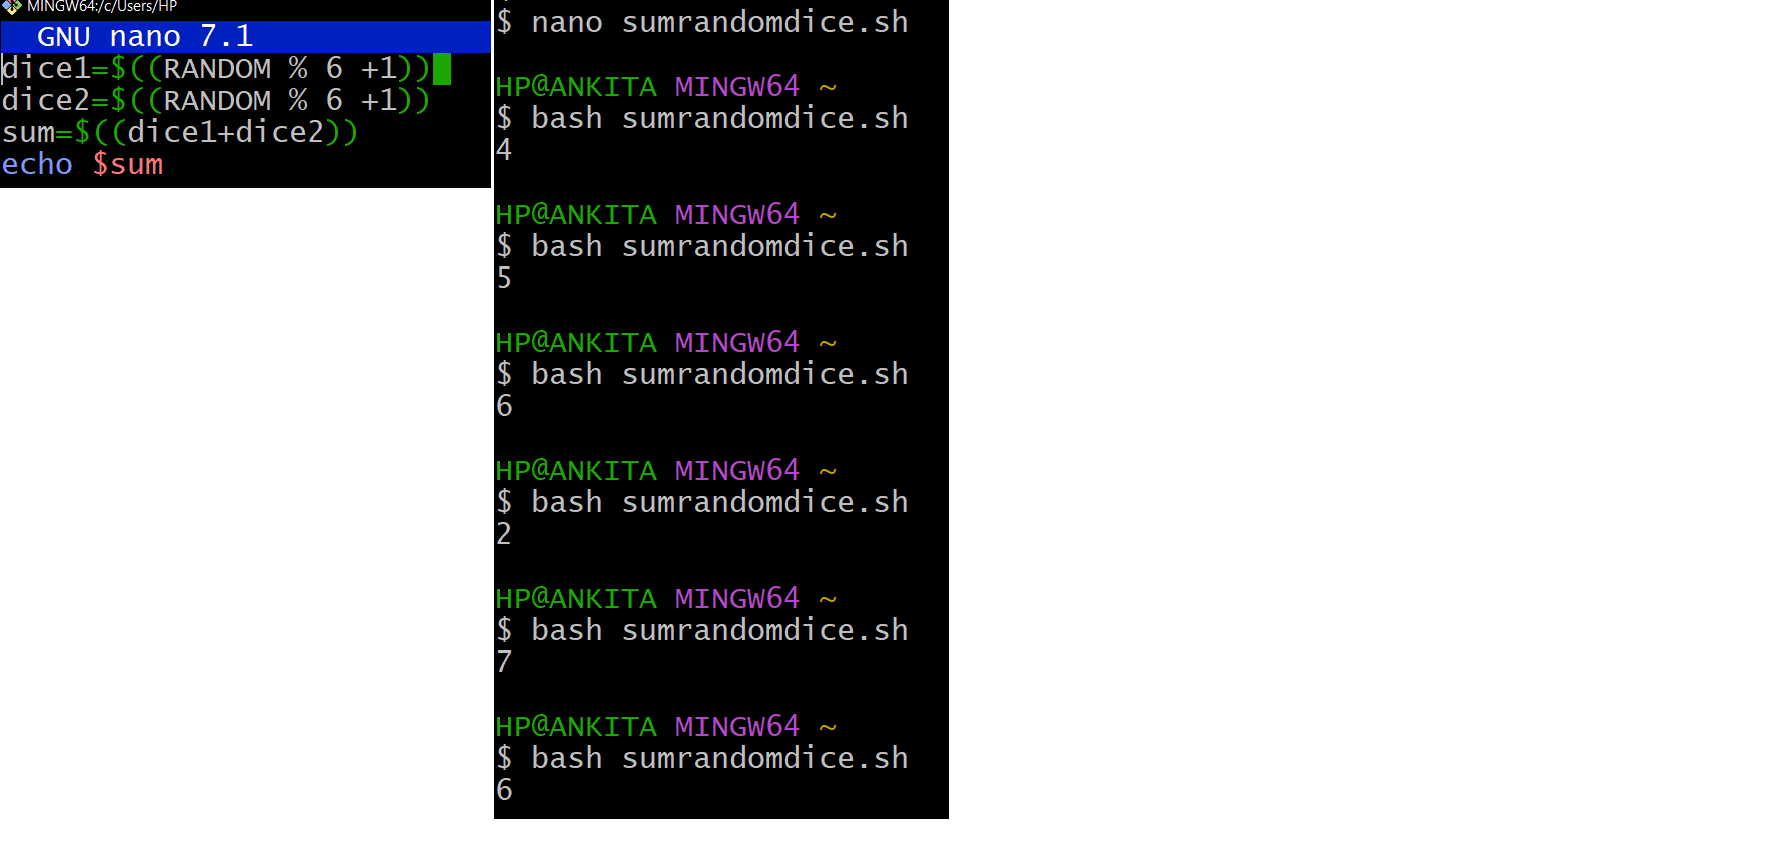 MINGW64:/c/Users/HP
GNU nano 7.1
dice1=$((RANDOM % 6 +1))
dice2=$((RANDOM % 6 +1))
sum=$((dice1+dice2))
echo $sum
$ nano sumrandomdice.sh
HP@ANKITA MINGW64 ~
$ bash sumrandomdice.sh
4
HP@ANKITA MINGW64 ~
$ bash sumrandomdice.sh
5
HP@ANKITA MINGW64 ~
$ bash sumrandomdice.sh
6
HP@ANKITA MINGW64 ~
$ bash sumrandomdice.sh
2
HP@ANKITA MINGW64 ~
$ bash sumrandomdice.sh
7
HP@ANKITA MINGW64 ~
$ bash sumrandomdice.sh
6